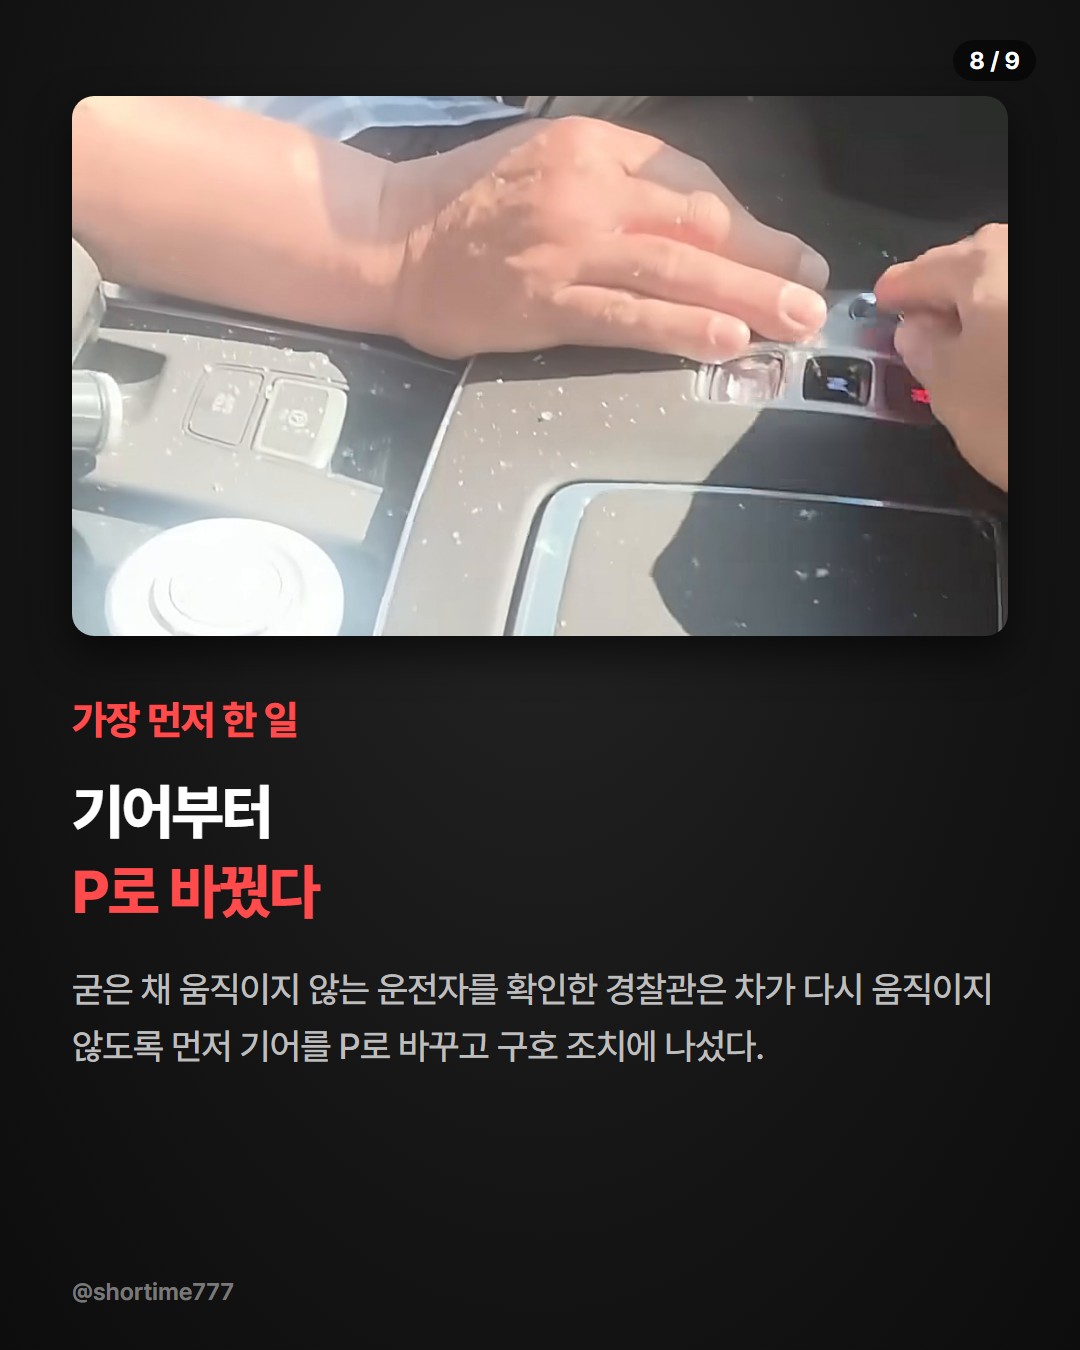 8 / 9
가장 먼저 한 일
기어부터
P로 바꿨다
굳은 채 움직이지 않는 운전자를 확인한 경찰관은 차가 다시 움직이지
않도록 먼저 기어를 P로 바꾸고 구호 조치에 나섰다.
@shortime777